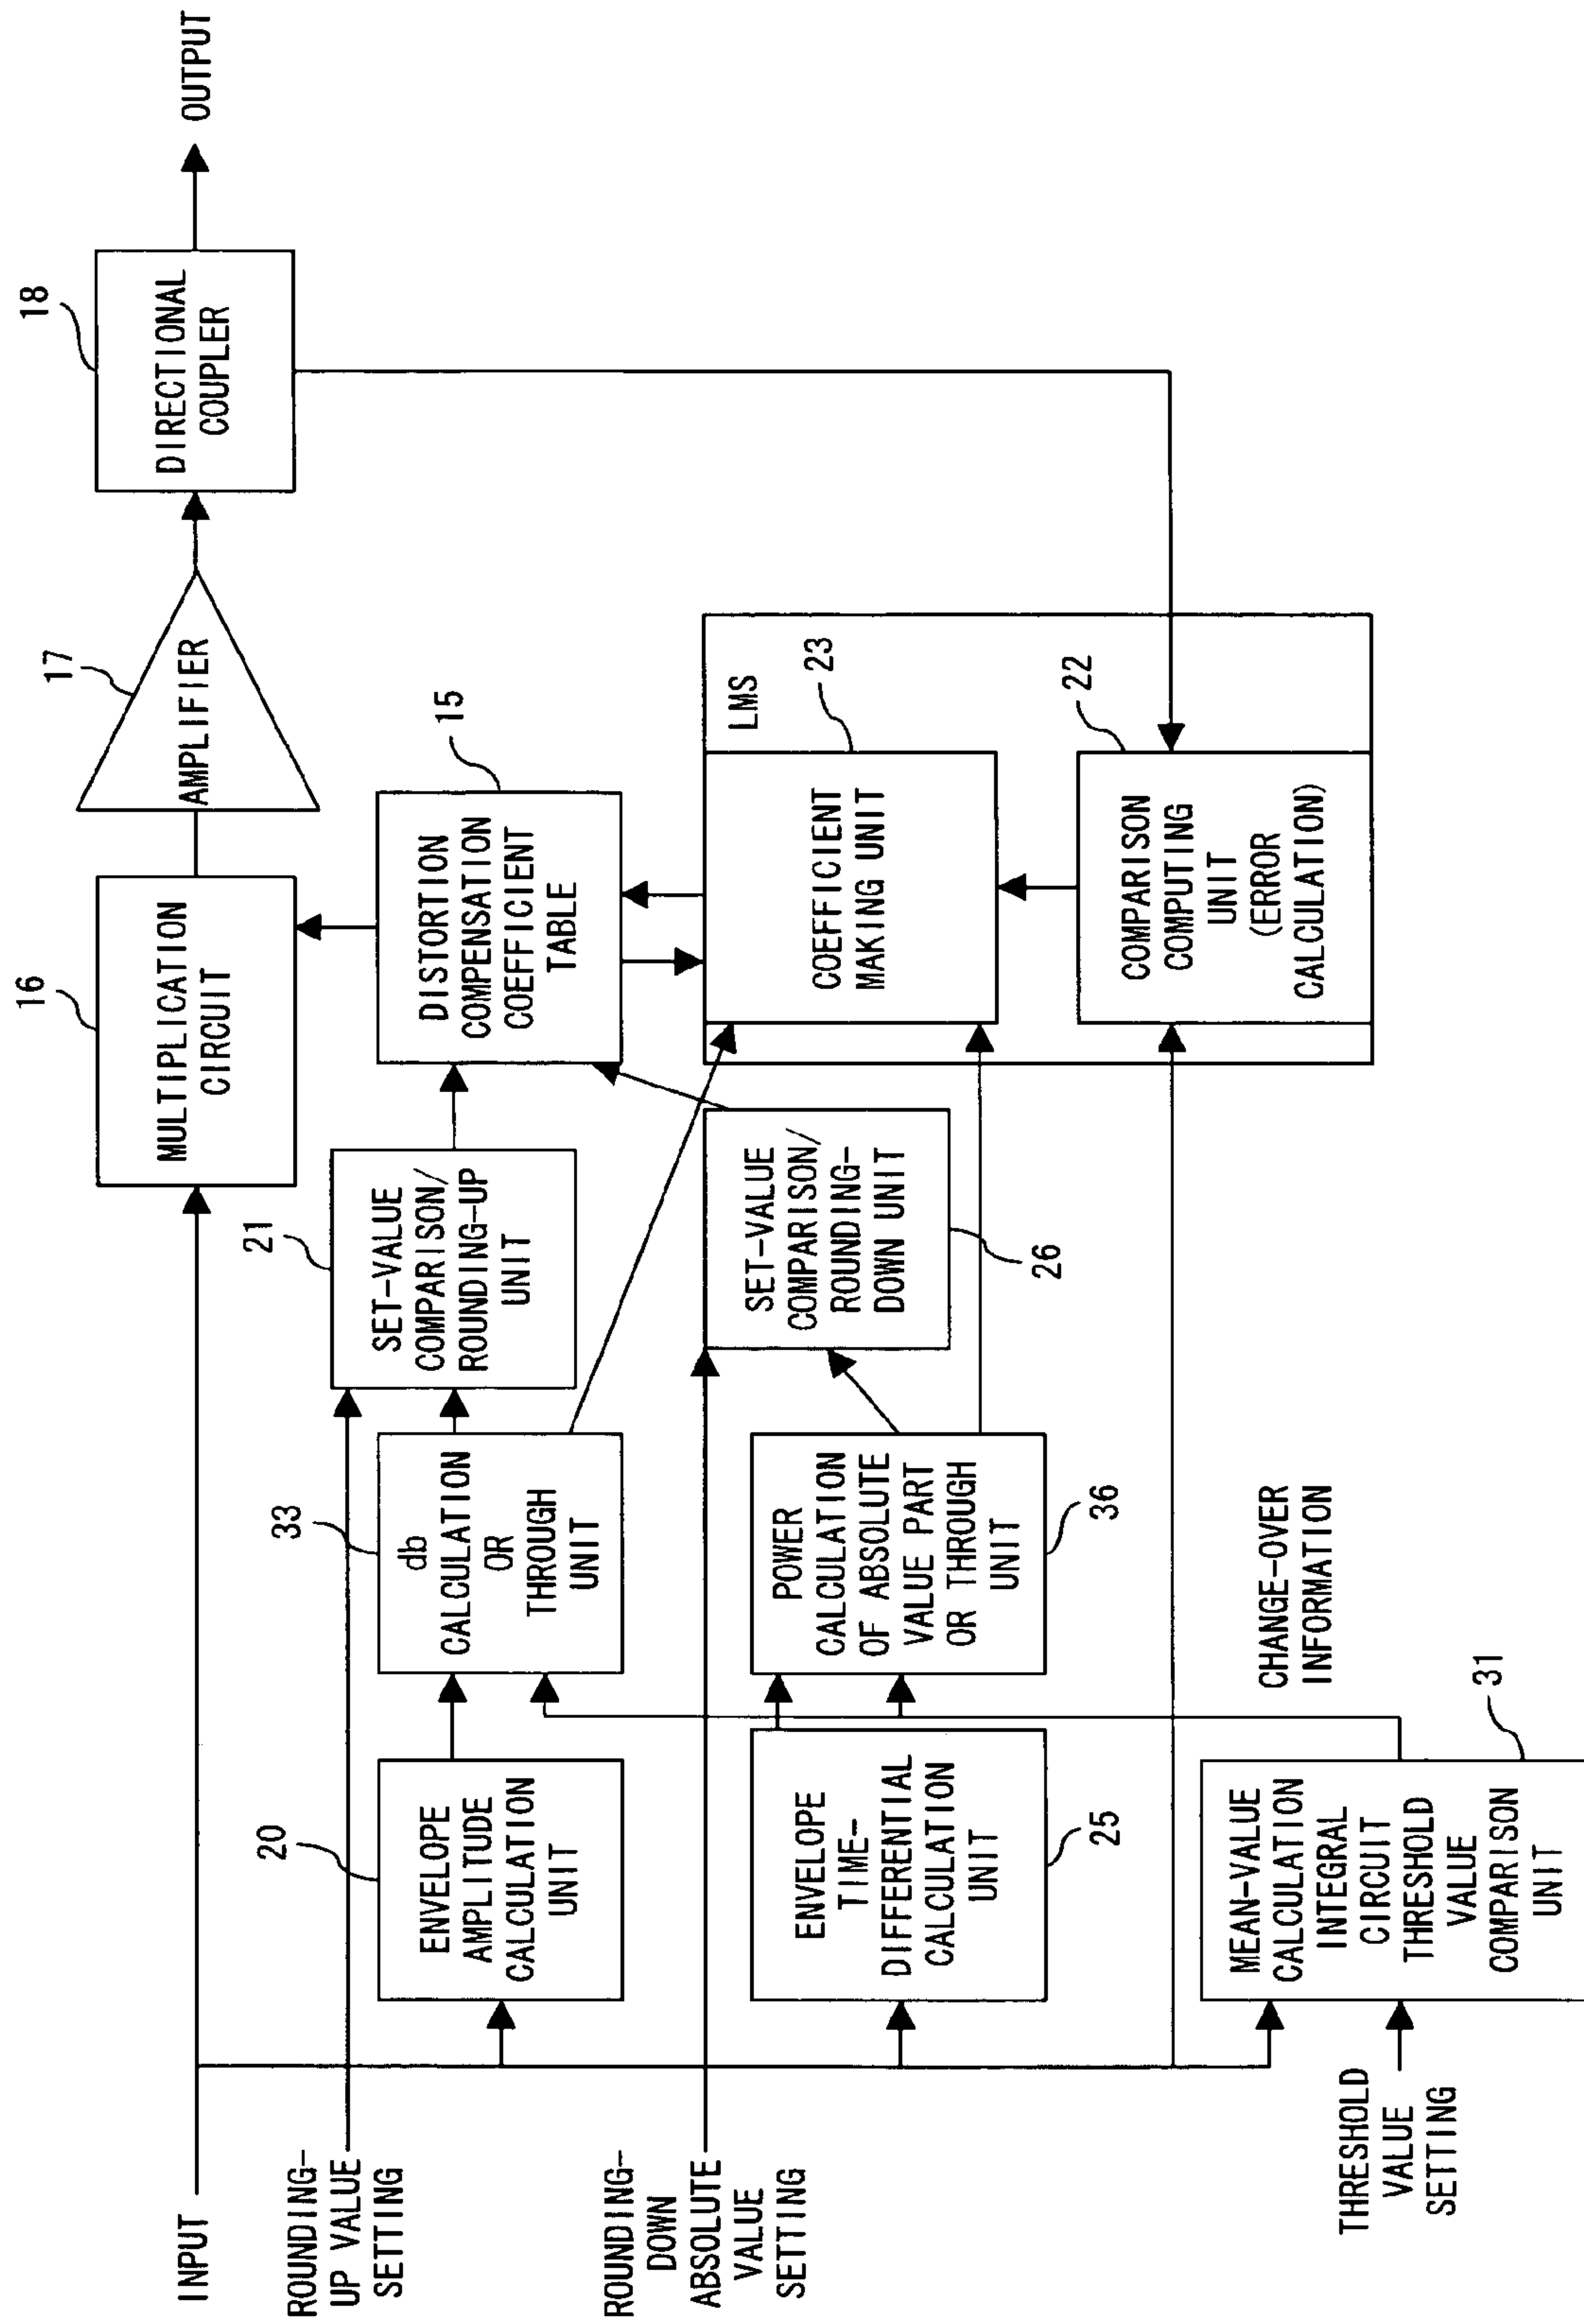 INPUT
16
MULTIPLICATION
CIRCUIT
17
AMPLIFIER
18
DIRECTIONAL
COUPLER
OUTPUT
ROUNDING-
UP VALUE
SETTING
20
ENVELOPE
AMPLITUDE
CALCULATION
UNIT
33
db
CALCULATION
OR
THROUGH
UNIT
21
SET-VALUE
COMPARISON/
ROUNDING-UP
UNIT
15
DISTORTION
COMPENSATION
COEFFICIENT
TABLE
ROUNDING-
DOWN
ABSOLUTE
VALUE
SETTING
ENVELOPE
TIME-
DIFFERENTIAL
CALCULATION
UNIT
25
POWER
CALCULATION
OF ABSOLUTE
VALUE PART
OR THROUGH
UNIT
36
SET-VALUE
COMPARISON/
ROUNDING-
DOWN UNIT
26
LMS
23
COEFFICIENT
MAKING UNIT
22
COMPARISON
COMPUTING
UNIT
(ERROR
CALCULATION)
THRESHOLD
VALUE
SETTING
MEAN-VALUE
CALCULATION
INTEGRAL
CIRCUIT
THRESHOLD
VALUE
COMPARISON
UNIT
31
CHANGE-OVER
INFORMATION